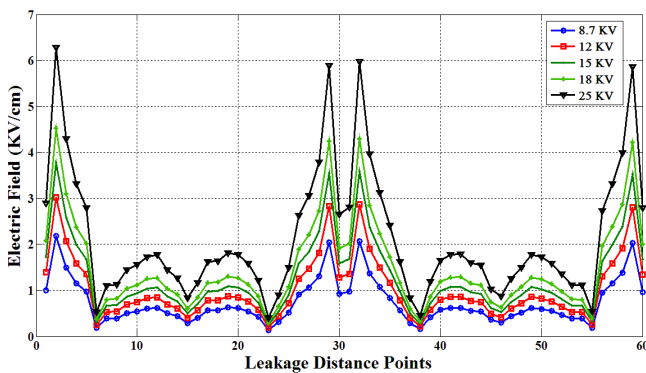 7
6
5
4
3
2
1
0
Electric Field (KV/cm)
0 10 20 30 40 50 60
Leakage Distance Points
8.7 KV
12 KV
15 KV
18 KV
25 KV